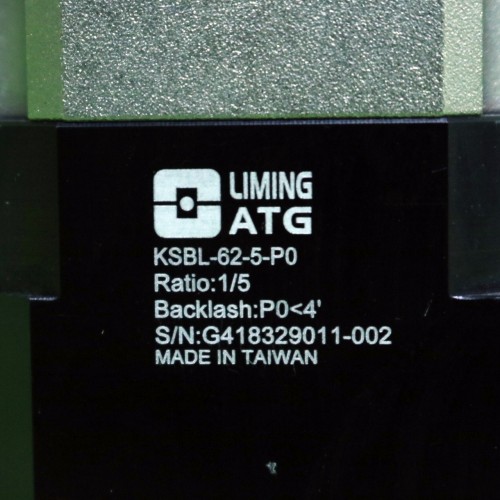 LIMING
ATG
KSBL-62-5-P0
Ratio:1/5
Backlash:P0<4'
S/N:G418329011-002
MADE IN TAIWAN